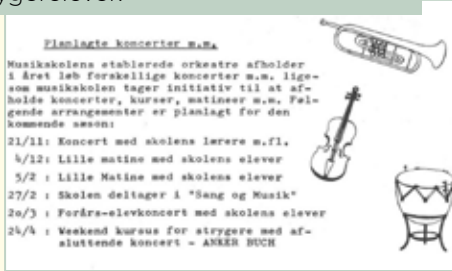 Planlagte koncerter m.m.
Musikskolens etablerede orkestre afholder
i året løb forskellige koncerter m.m. lige-
som musikskolen tager initiativ til at af-
holde koncerter, kurser, matineer m.m. Føl-
gende arrangementer er planlagt for den
kommende sæson:
21/11: Koncert med skolens lærere m.fl.
4/12: Lille matine med skolens elever
5/2 : Lille Matine med skolens elever
27/2 : Skolen deltager i "Sang og Musik"
20/3 : Forårs-elevkoncert med skolens elever
24/4 : Weekend kursus for strygere med af-
sluttende koncert - ANKER BUCH